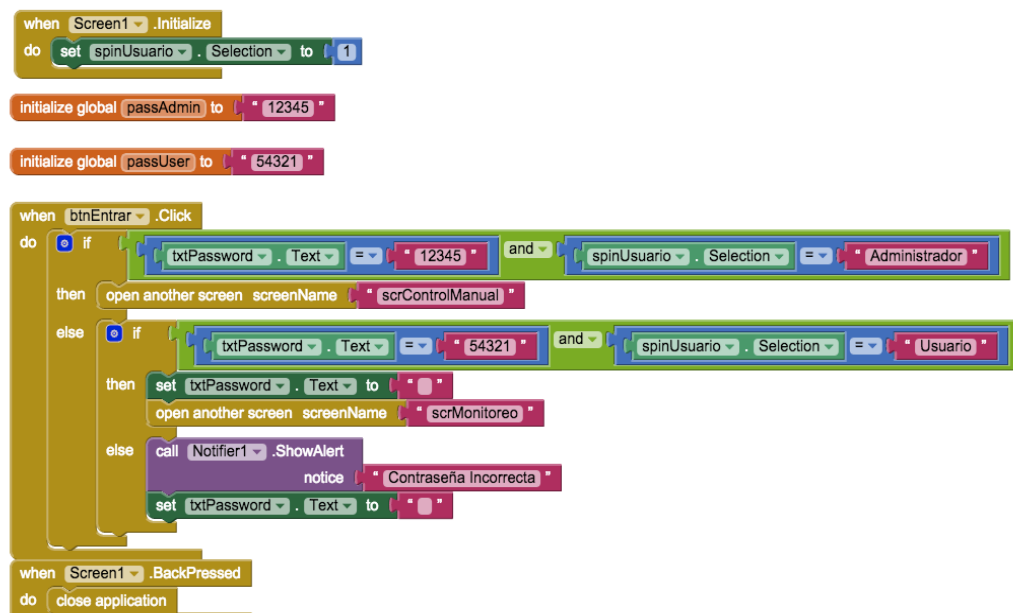 when Screen1 .Initialize
do set spinUsuario . Selection to 1
initialize global passAdmin to " 12345 "
initialize global passUser to " 54321 "
when btnEntrar .Click
do if txtPassword . Text = " 12345 " and spinUsuario . Selection = " Administrador "
then open another screen screenName " scrControlManual "
else if txtPassword . Text = " 54321 " and spinUsuario . Selection = " Usuario "
then set txtPassword . Text to " "
open another screen screenName " scrMonitoreo "
else call Notifier1 .ShowAlert
notice " Contraseña Incorrecta "
set txtPassword . Text to " "
when Screen1 .BackPressed
do close application